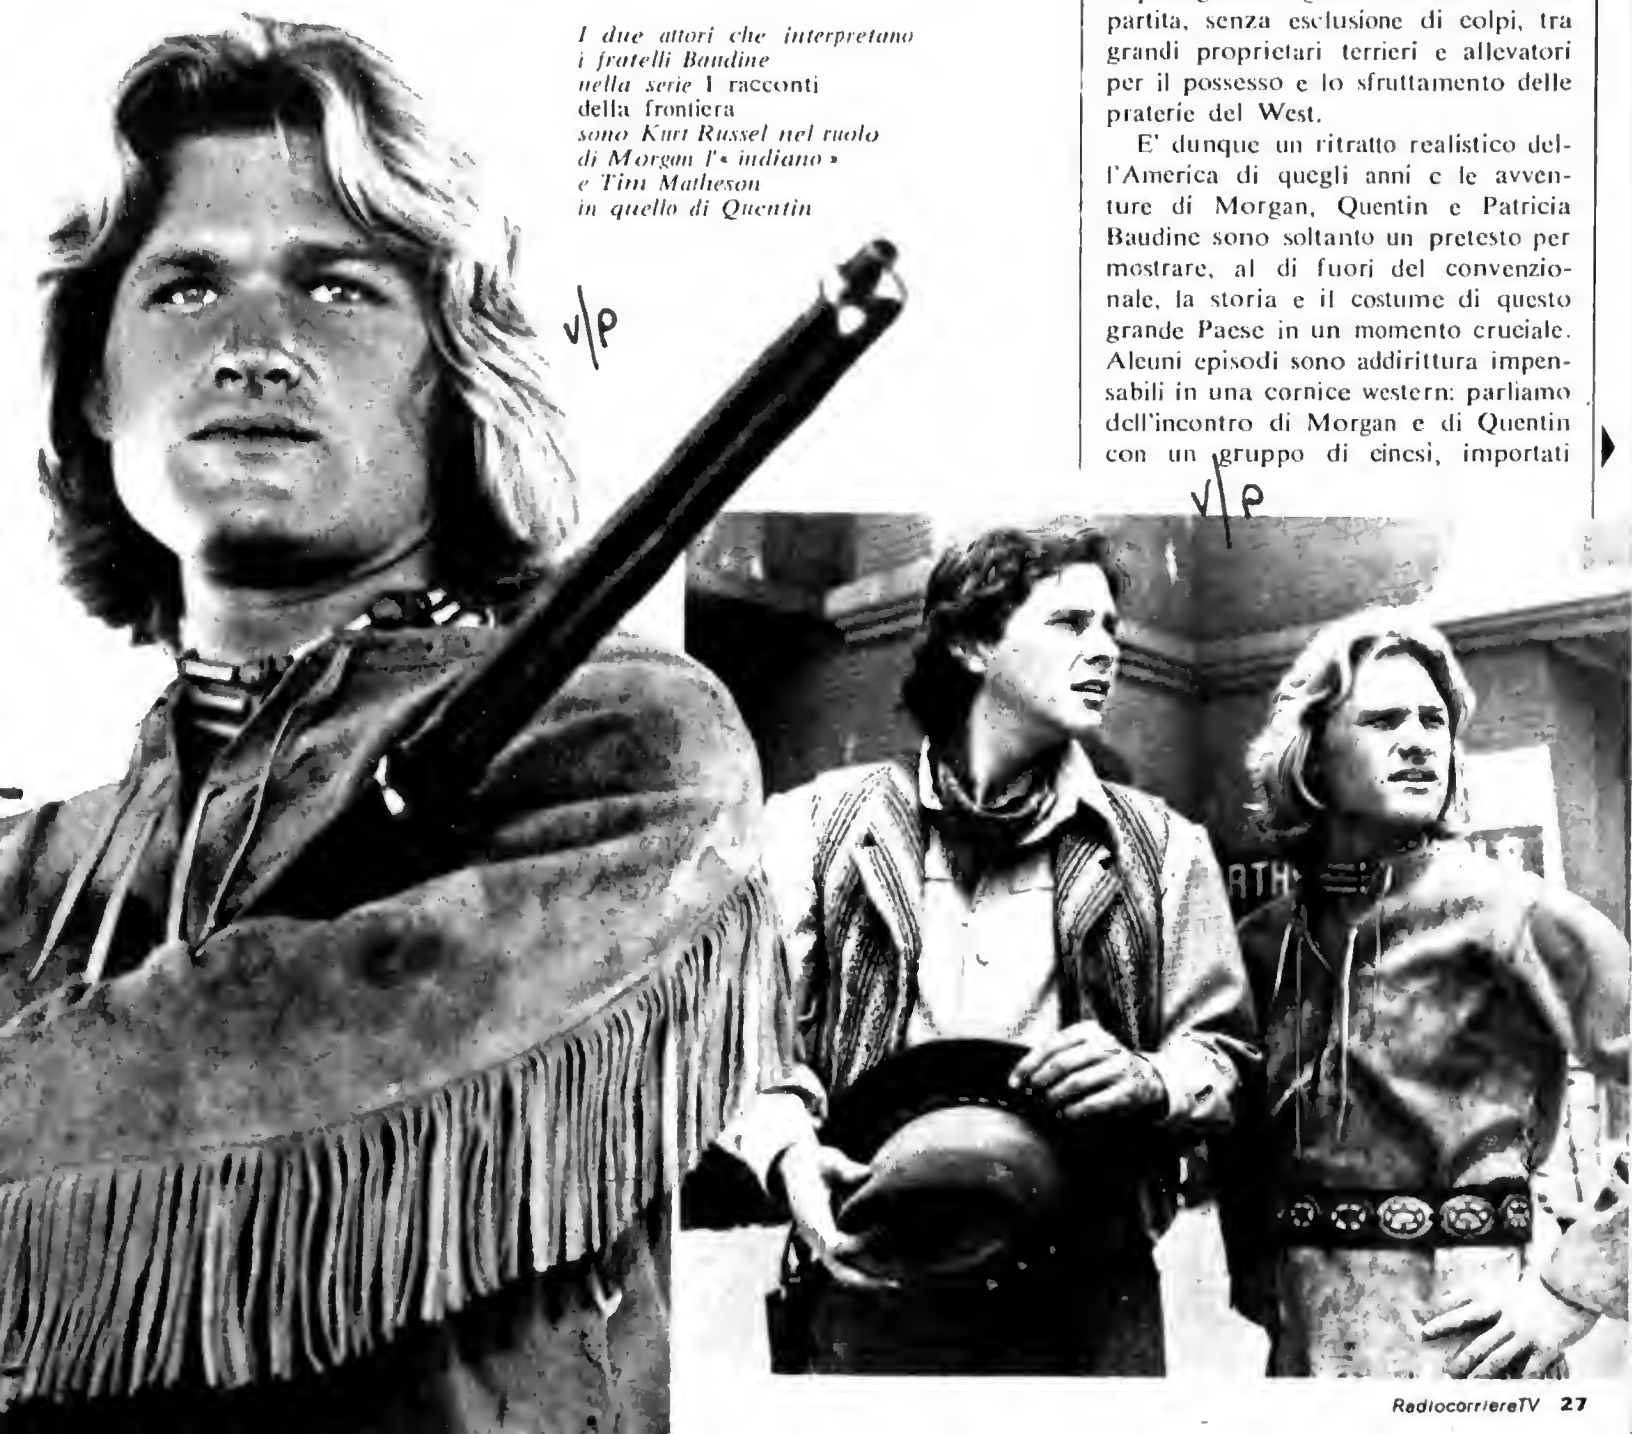 I due attori che interpretano
i fratelli Baudine
nella serie I racconti
della frontiera
sono Kurt Russel nel ruolo
di Morgan l'« indiano »
e Tim Matheson
in quello di Quentin
V/P
partita, senza esclusione di colpi, tra
grandi proprietari terrieri e allevatori
per il possesso e lo sfruttamento delle
praterie del West.
E' dunque un ritratto realistico del-
l'America di quegli anni e le avven-
ture di Morgan, Quentin e Patricia
Baudine sono soltanto un pretesto per
mostrare, al di fuori del convenzio-
nale, la storia e il costume di questo
grande Paese in un momento cruciale.
Alcuni episodi sono addirittura impen-
sabili in una cornice western: parliamo
dell'incontro di Morgan e di Quentin
con un gruppo di cinesi, importati
V/P
RTH
RadiocorriereTV 27